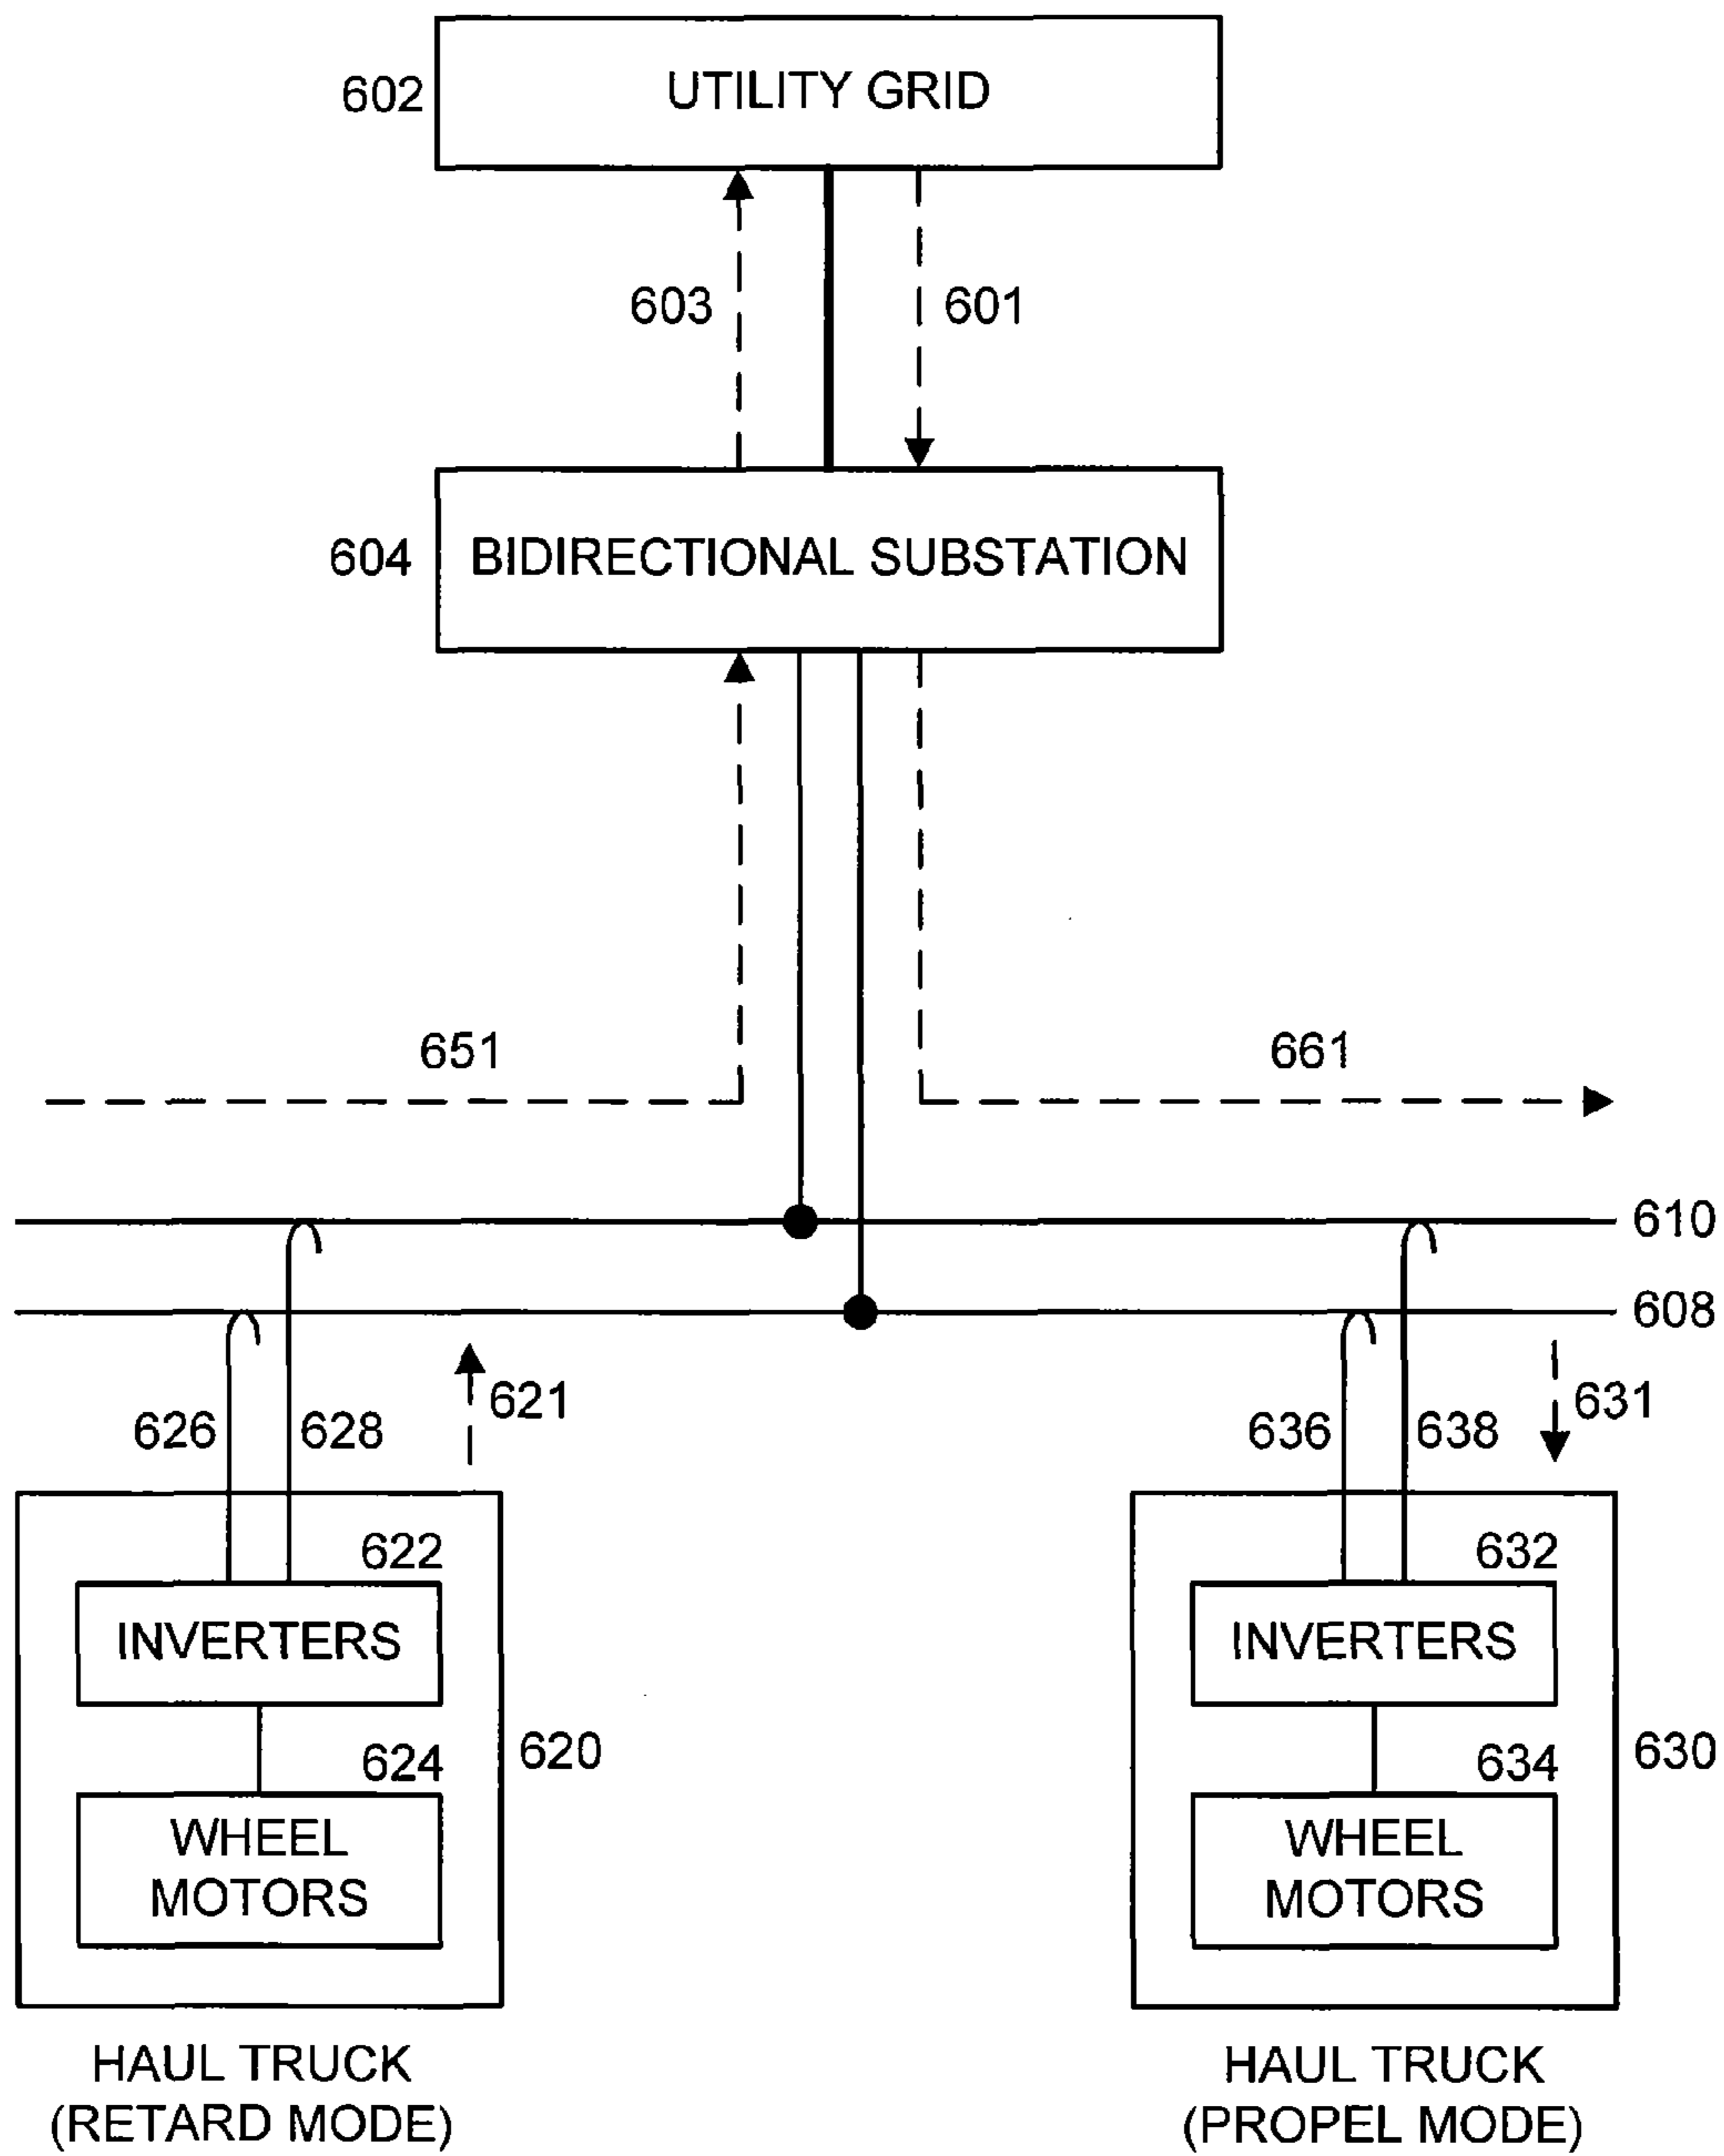 602
UTILITY GRID
603
601
604
BIDIRECTIONAL SUBSTATION
651
661
610
608
626
628
621
636
638
631
622
INVERTERS
632
INVERTERS
620
630
624
WHEEL
MOTORS
634
WHEEL
MOTORS
HAUL TRUCK
(RETARD MODE)
HAUL TRUCK
(PROPEL MODE)